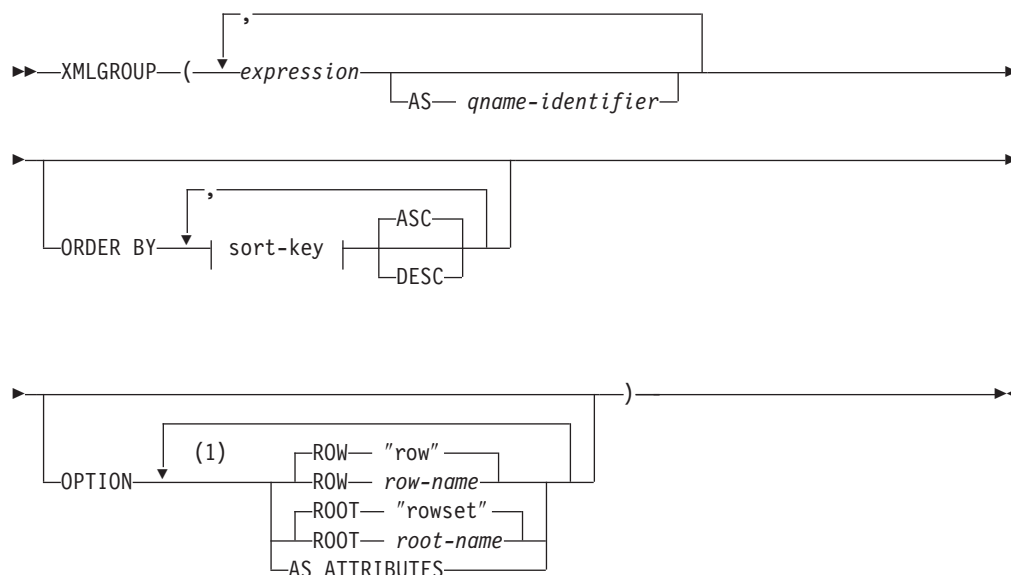 ,
XMLGROUP ( expression
AS qname-identifier
,
ASC
ORDER BY sort-key
DESC
)
(1) ROW "row"
OPTION ROW row-name
ROOT "rowset"
ROOT root-name
AS ATTRIBUTES